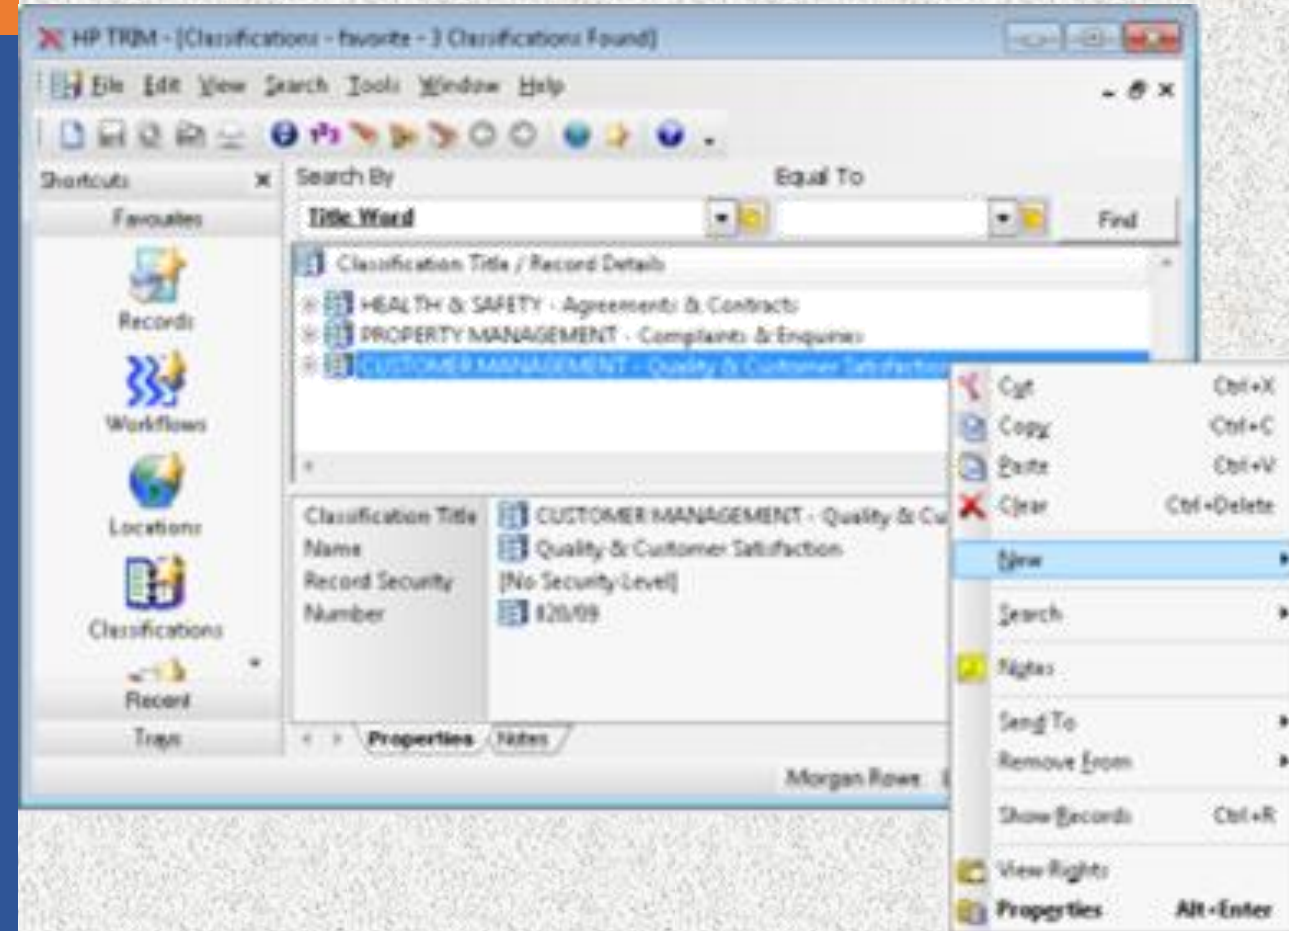 HP TRIM - [Classifications - favorite - 3 Classifications Found]
File Edit View Search Tools Window Help
Shortcuts
Favourites
Records
Workflows
Locations
Classifications
Recent
Trays
Search By Equal To
Title Word Find
Classification Title / Record Details
HEALTH & SAFETY - Agreements & Contracts
PROPERTY MANAGEMENT - Complaints & Enquiries
CUSTOMER MANAGEMENT - Quality & Customer Satisfaction
Classification Title CUSTOMER MANAGEMENT - Quality & Cu
Name Quality & Customer Satisfaction
Record Security [No Security Level]
Number 820/09
Properties Notes
Morgan Rowe
Cut Ctrl+X
Copy Ctrl+C
Paste Ctrl+V
Clear Ctrl+Delete
New
Search
Notes
Send To
Remove From
Show Records Ctrl+R
View Rights
Properties Alt+Enter